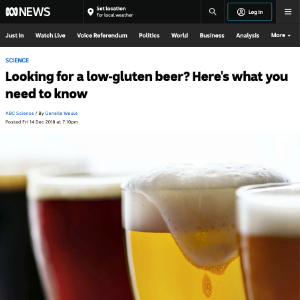 NEWS
Set location
for local weather
Log In
Just In Watch Live Voice Referendum Politics World Business Analysis More
SCIENCE
Looking for a low-gluten beer? Here's what you
need to know
ABC Science / By Genelle Weule
Posted Fri 14 Dec 2018 at 7:10pm